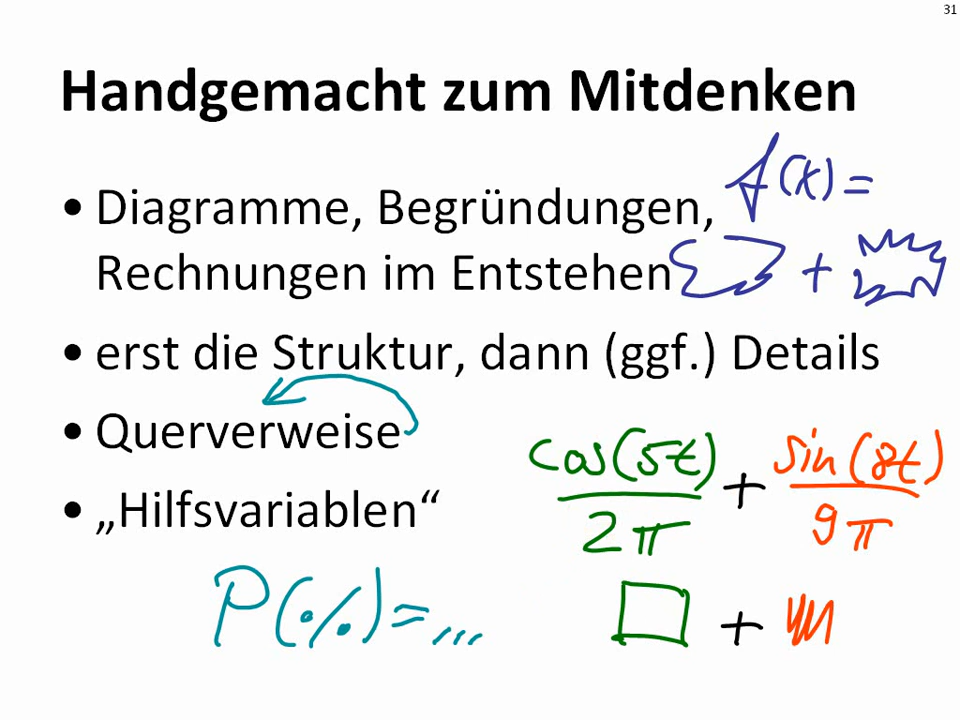 31
Handgemacht zum Mitdenken
• Diagramme, Begründungen,
Rechnungen im Entstehen
f(x) =
+
• erst die Struktur, dann (ggf.) Details
• Querverweise
• „Hilfsvariablen“
cos(5t)/2π + sin(8t)/9π
P(%) = ...
+